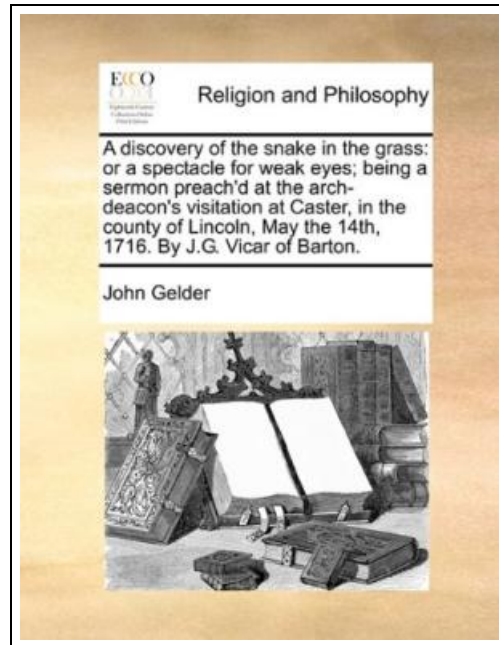 ECCO
Religion and Philosophy
A discovery of the snake in the grass:
or a spectacle for weak eyes; being a
sermon preach'd at the arch-
deacon's visitation at Caster, in the
county of Lincoln, May the 14th,
1716. By J.G. Vicar of Barton.
John Gelder